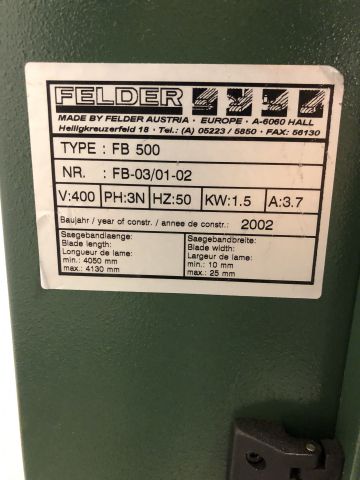 FELDER
MADE BY FELDER AUSTRIA · EUROPE · A-6060 HALL
Heiligkreuzerfeld 18 · Tel.: (A) 05223 / 5850 · FAX: 56130
TYPE : FB 500
NR. : FB-03/01-02
V:400 PH:3N HZ:50 KW:1.5 A:3.7
Baujahr / year of constr. / annee de constr.: 2002
Saegebandlaenge:
Blade length:
Longueur de lame:
min.: 4050 mm
max.: 4130 mm
Saegebandbreite:
Blade width:
Largeur de lame:
min.: 10 mm
max.: 25 mm